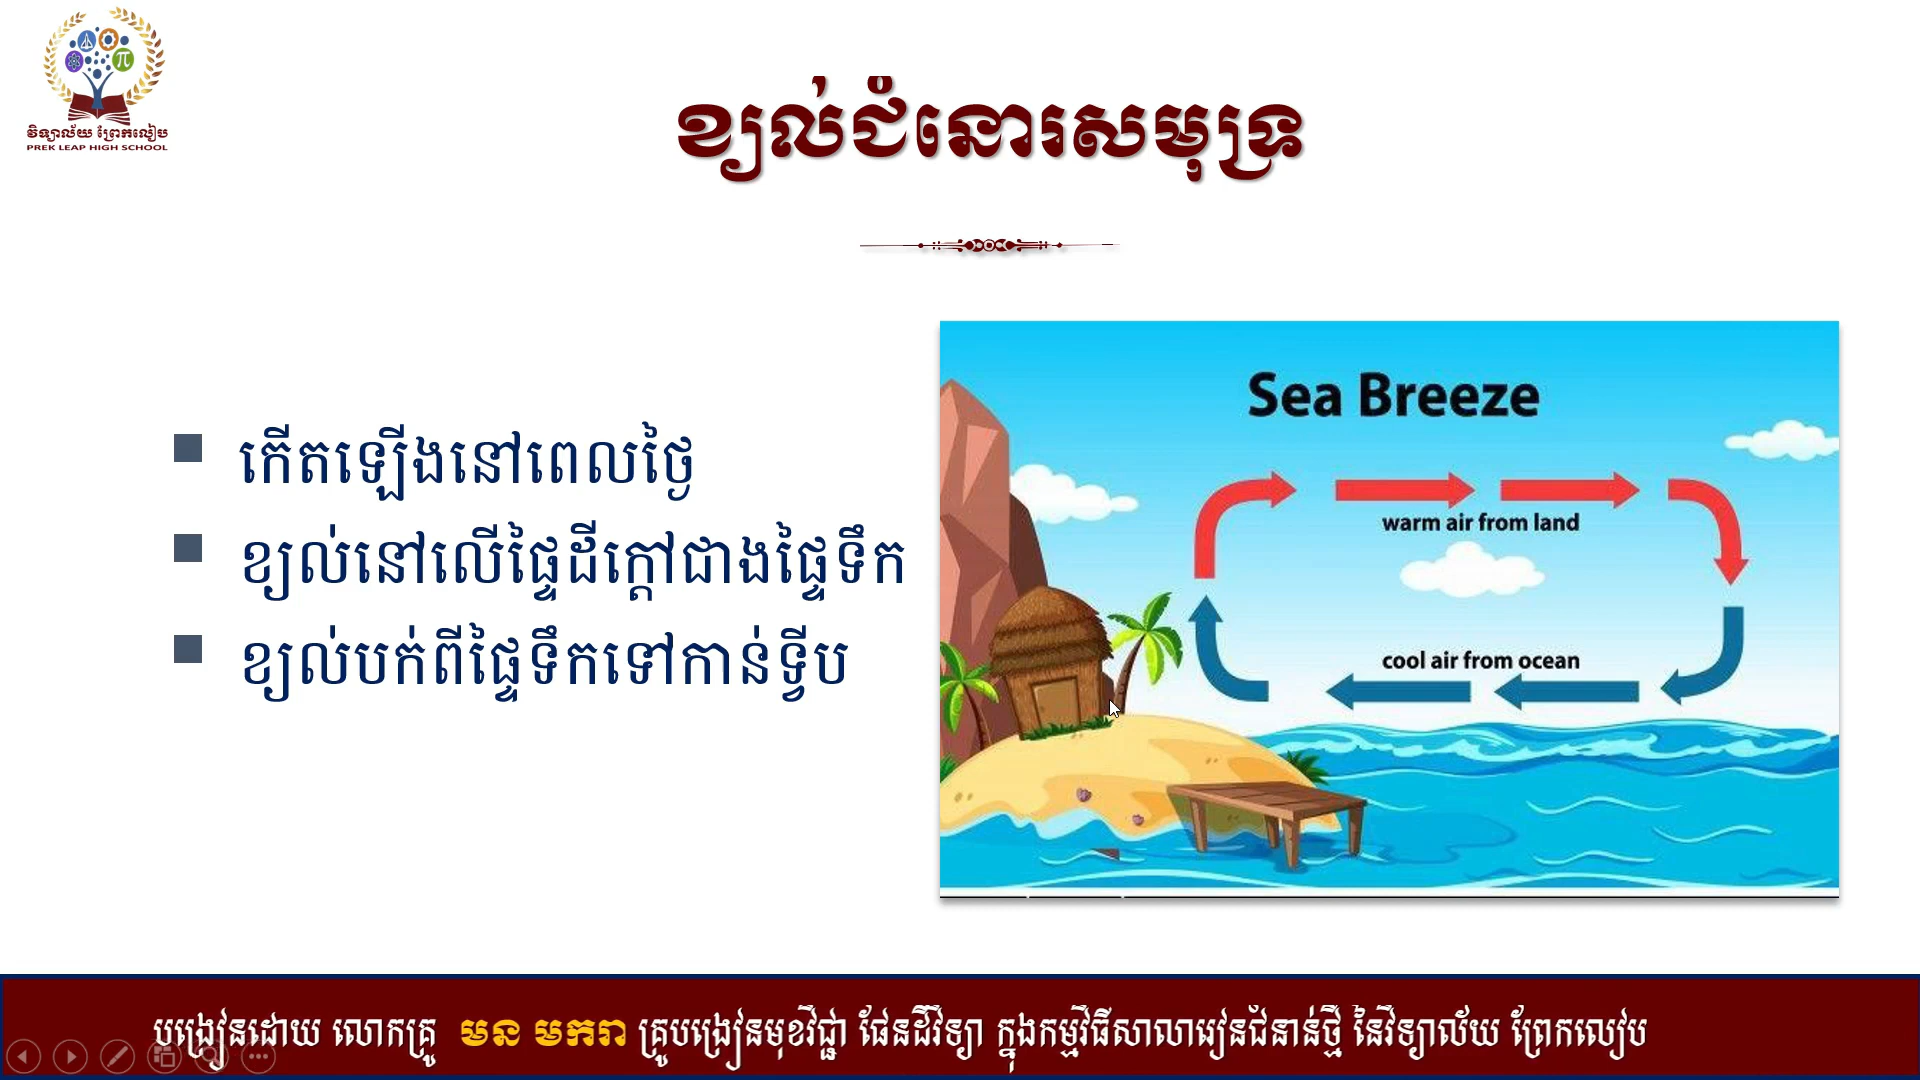 វិទ្យាល័យ ព្រែកលៀប
PREK LEAP HIGH SCHOOL
ខ្យល់ជំនោរសមុទ្រ
កើតឡើងនៅពេលថ្ងៃ
ខ្យល់នៅលើផ្ទៃដីក្ដៅជាងផ្ទៃទឹក
ខ្យល់បក់ពីផ្ទៃទឹកទៅកាន់ទ្វីប
Sea Breeze
warm air from land
cool air from ocean
បង្រៀនដោយ លោកគ្រូ មន មករា គ្រូបង្រៀនមុខវិជ្ជា ផែនដីវិទ្យា ក្នុងកម្មវិធីសាលារៀនជំនាន់ថ្មី នៃវិទ្យាល័យ ព្រែកលៀប